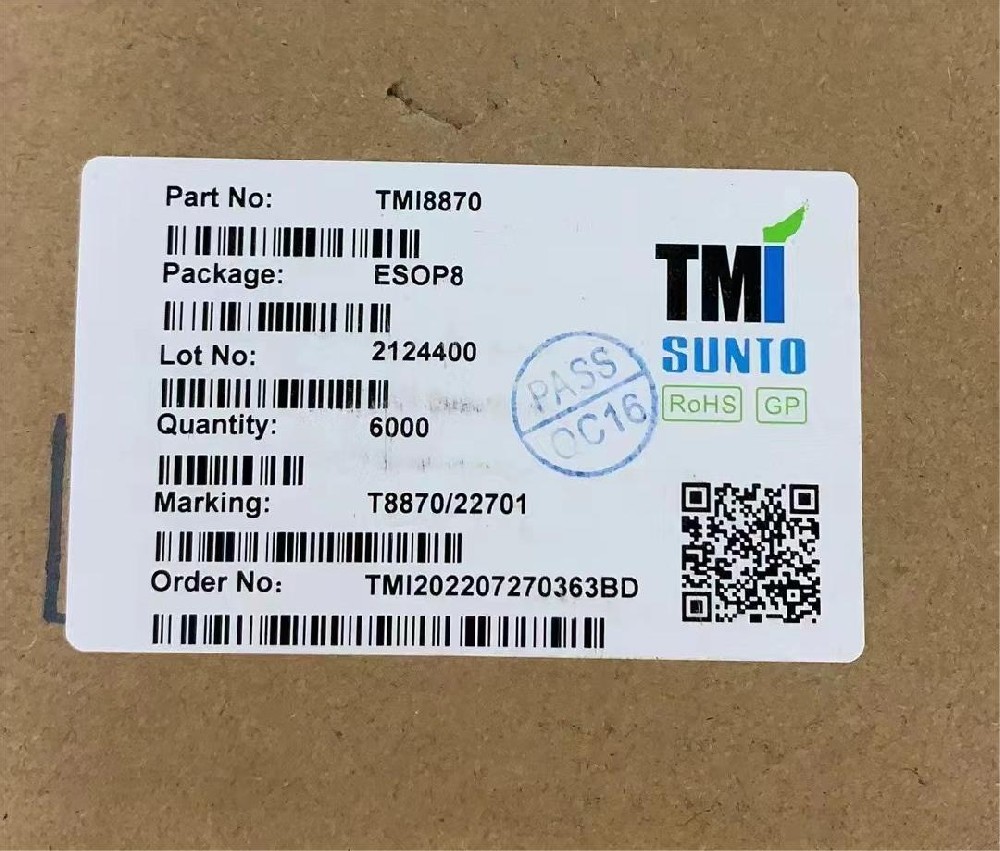 Part No: TMI8870
Package: ESOP8
Lot No: 2124400
Quantity: 6000
Marking: T8870/22701
Order No: TMI202207270363BD
TMI
SUNTO
RoHS GP
PASS
QC16